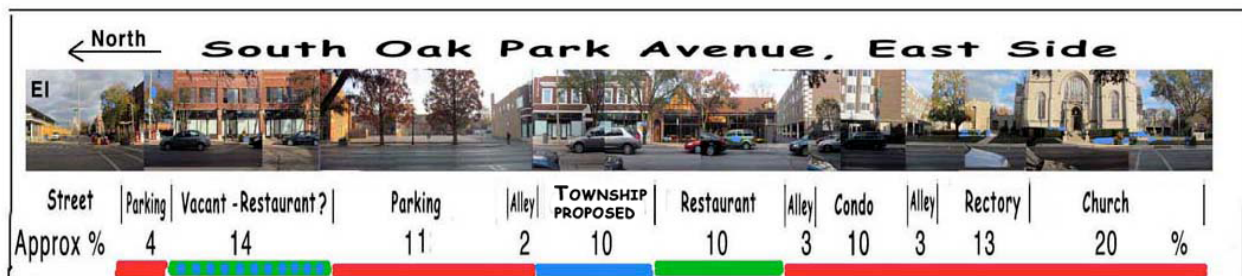 North
South Oak Park Avenue, East Side
El
Street Parking Vacant -Restaurant? Parking Alley TOWNSHIP PROPOSED Restaurant Alley Condo Alley Rectory Church
Approx % 4 14 11 2 10 10 3 10 3 13 20 %